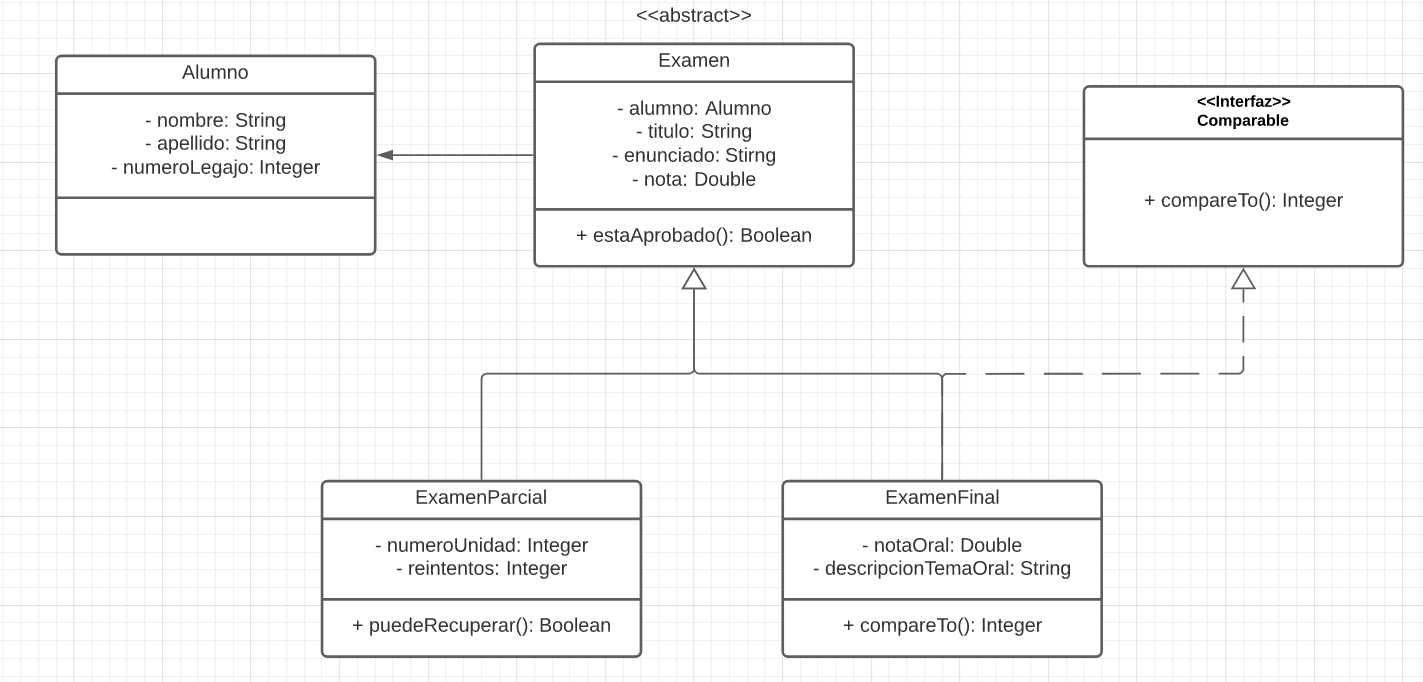 <<abstract>>
Alumno
- nombre: String
- apellido: String
- numeroLegajo: Integer
Examen
- alumno: Alumno
- titulo: String
- enunciado: Stirng
- nota: Double
+ estaAprobado(): Boolean
<<Interfaz>>
Comparable
+ compareTo(): Integer
ExamenParcial
- numeroUnidad: Integer
- reintentos: Integer
+ puedeRecuperar(): Boolean
ExamenFinal
- notaOral: Double
- descripcionTemaOral: String
+ compareTo(): Integer